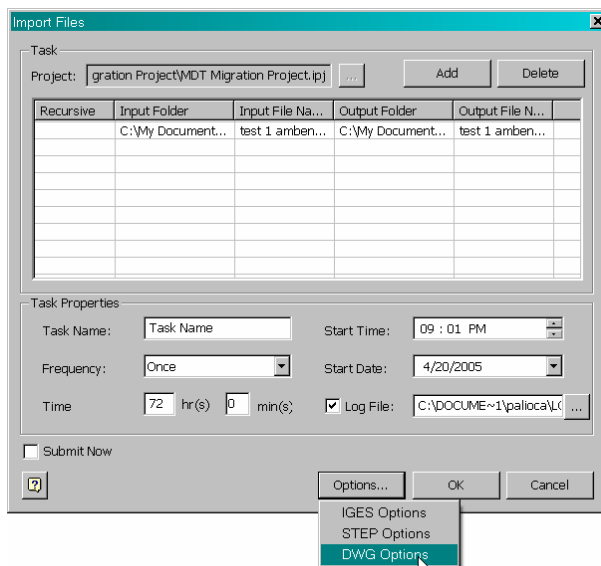 Import Files
Task
Project: gration Project\MDT Migration Project.ipj ... Add Delete
Recursive Input Folder Input File Na... Output Folder Output File N...
C:\My Document... test 1 amben... C:\My Document... test 1 amben...
Task Properties
Task Name: Task Name Start Time: 09 : 01 PM
Frequency: Once Start Date: 4/20/2005
Time 72 hr(s) 0 min(s) Log File: C:\DOCUME~1\palioca\L( ...
Submit Now
? Options... OK Cancel
IGES Options
STEP Options
DWG Options